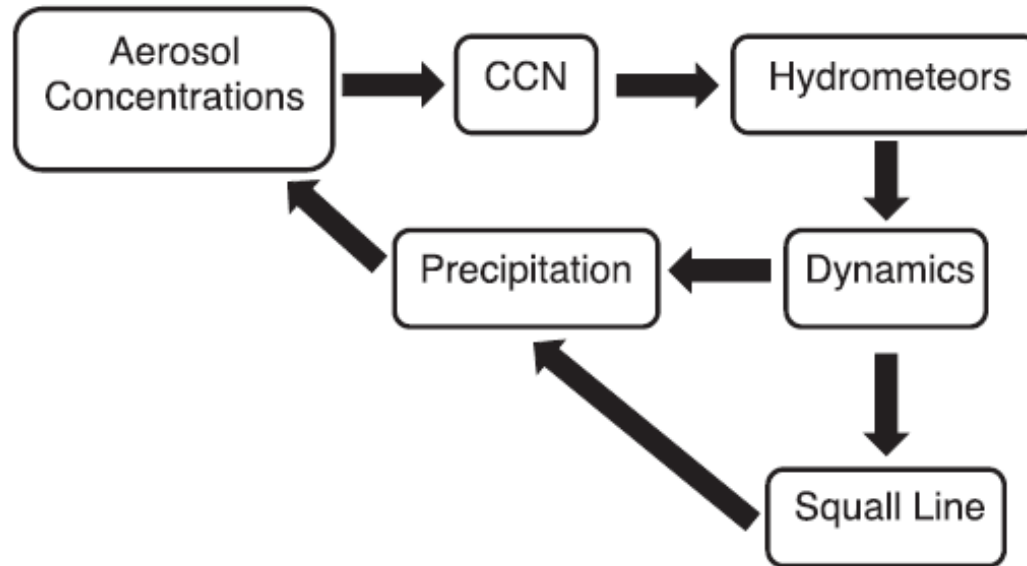 Aerosol
Concentrations
CCN
Hydrometeors
Precipitation
Dynamics
Squall Line